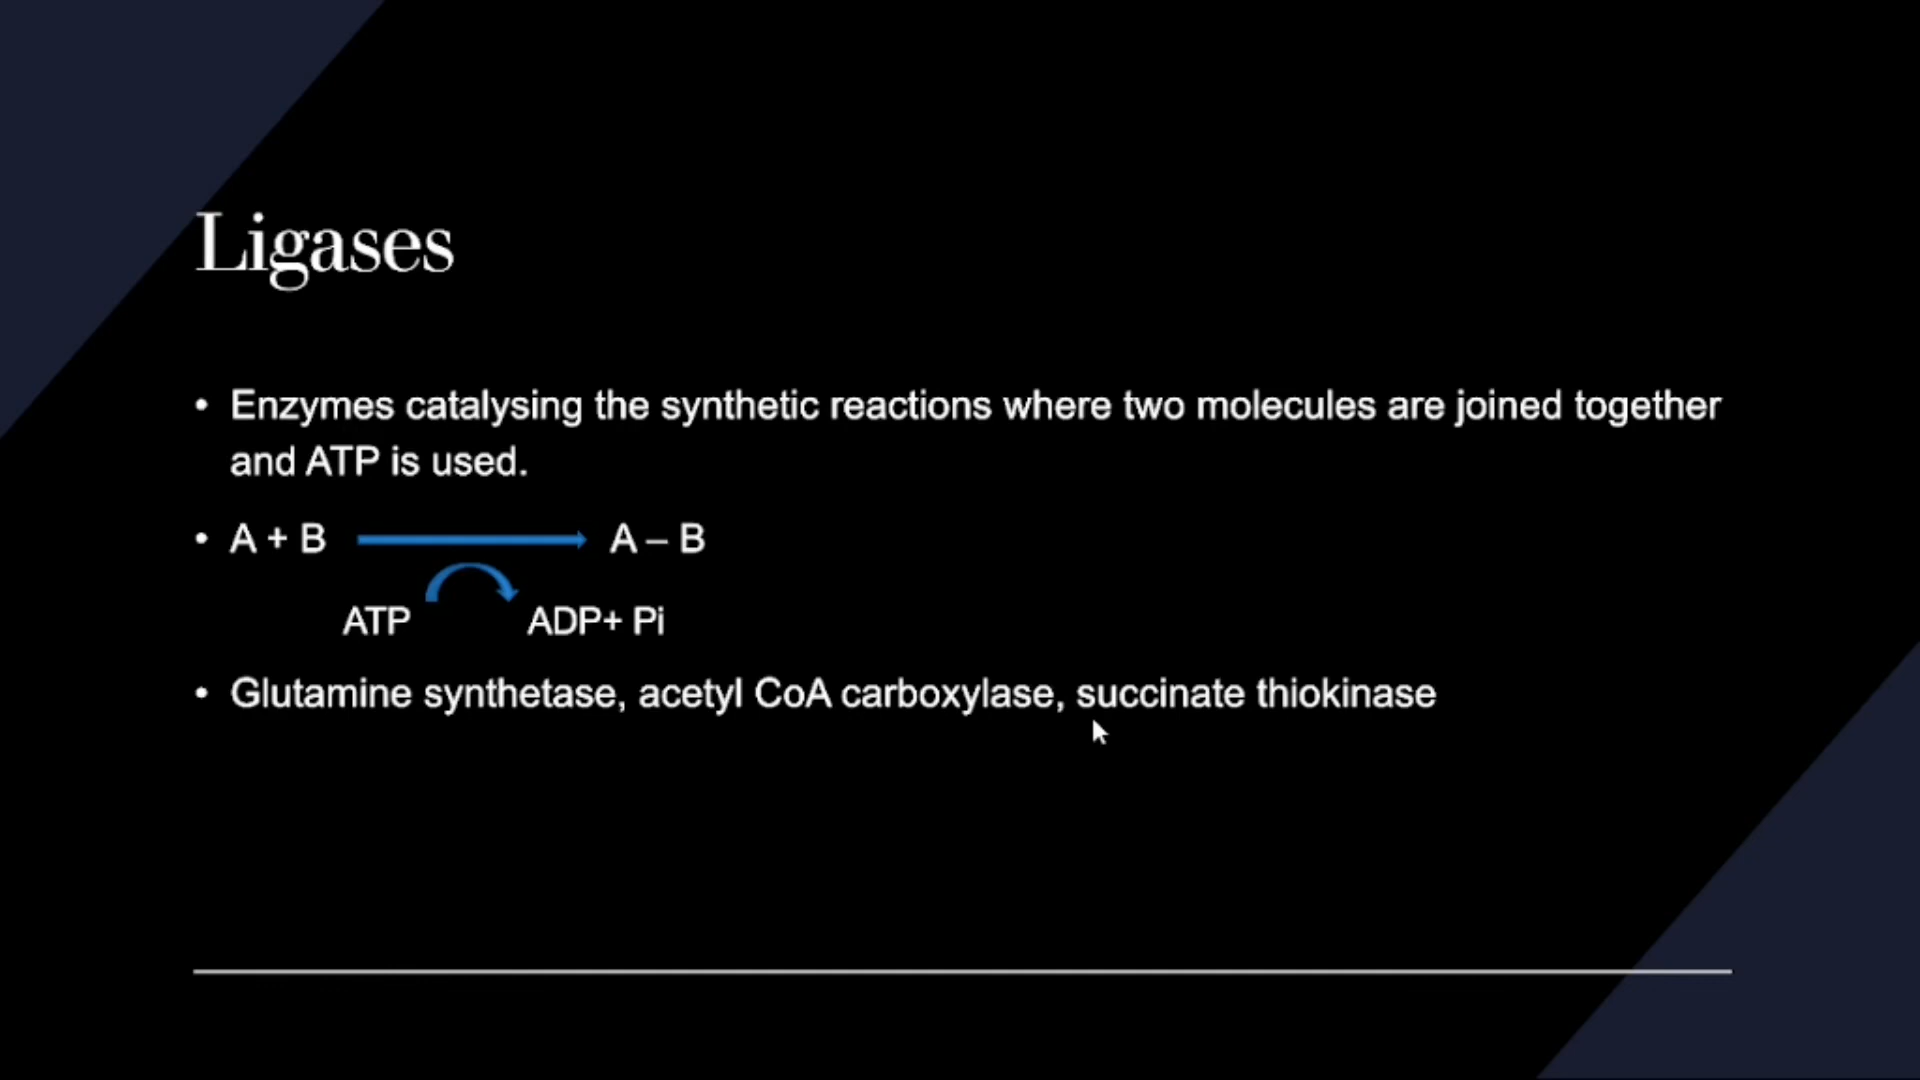 Ligases
• Enzymes catalysing the synthetic reactions where two molecules are joined together
and ATP is used.
• A + B A – B
ATP ADP+ Pi
• Glutamine synthetase, acetyl CoA carboxylase, succinate thiokinase